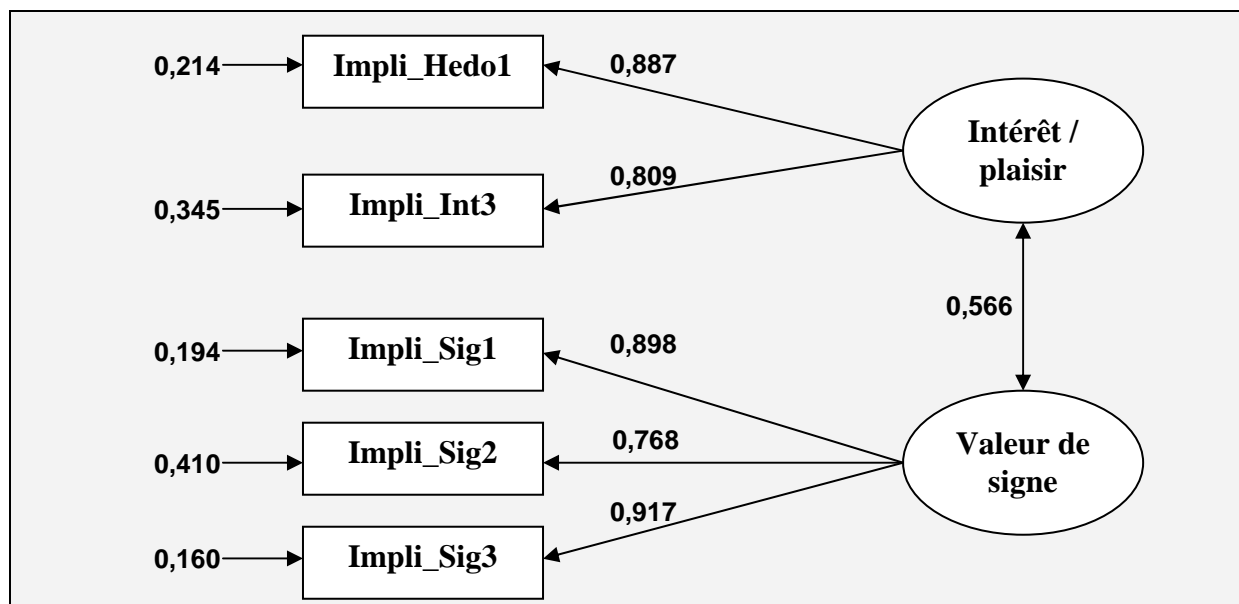 0,214
Impli_Hedo1
0,887
Intérêt /
plaisir
0,345
Impli_Int3
0,809
0,566
0,194
Impli_Sig1
0,898
0,410
Impli_Sig2
0,768
Valeur de
signe
0,160
Impli_Sig3
0,917